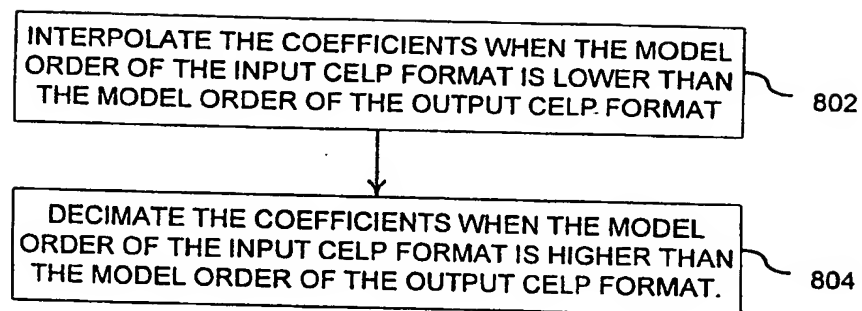 INTERPOLATE THE COEFFICIENTS WHEN THE MODEL
ORDER OF THE INPUT CELP FORMAT IS LOWER THAN
THE MODEL ORDER OF THE OUTPUT CELP FORMAT
802
DECIMATE THE COEFFICIENTS WHEN THE MODEL
ORDER OF THE INPUT CELP FORMAT IS HIGHER THAN
THE MODEL ORDER OF THE OUTPUT CELP FORMAT.
804